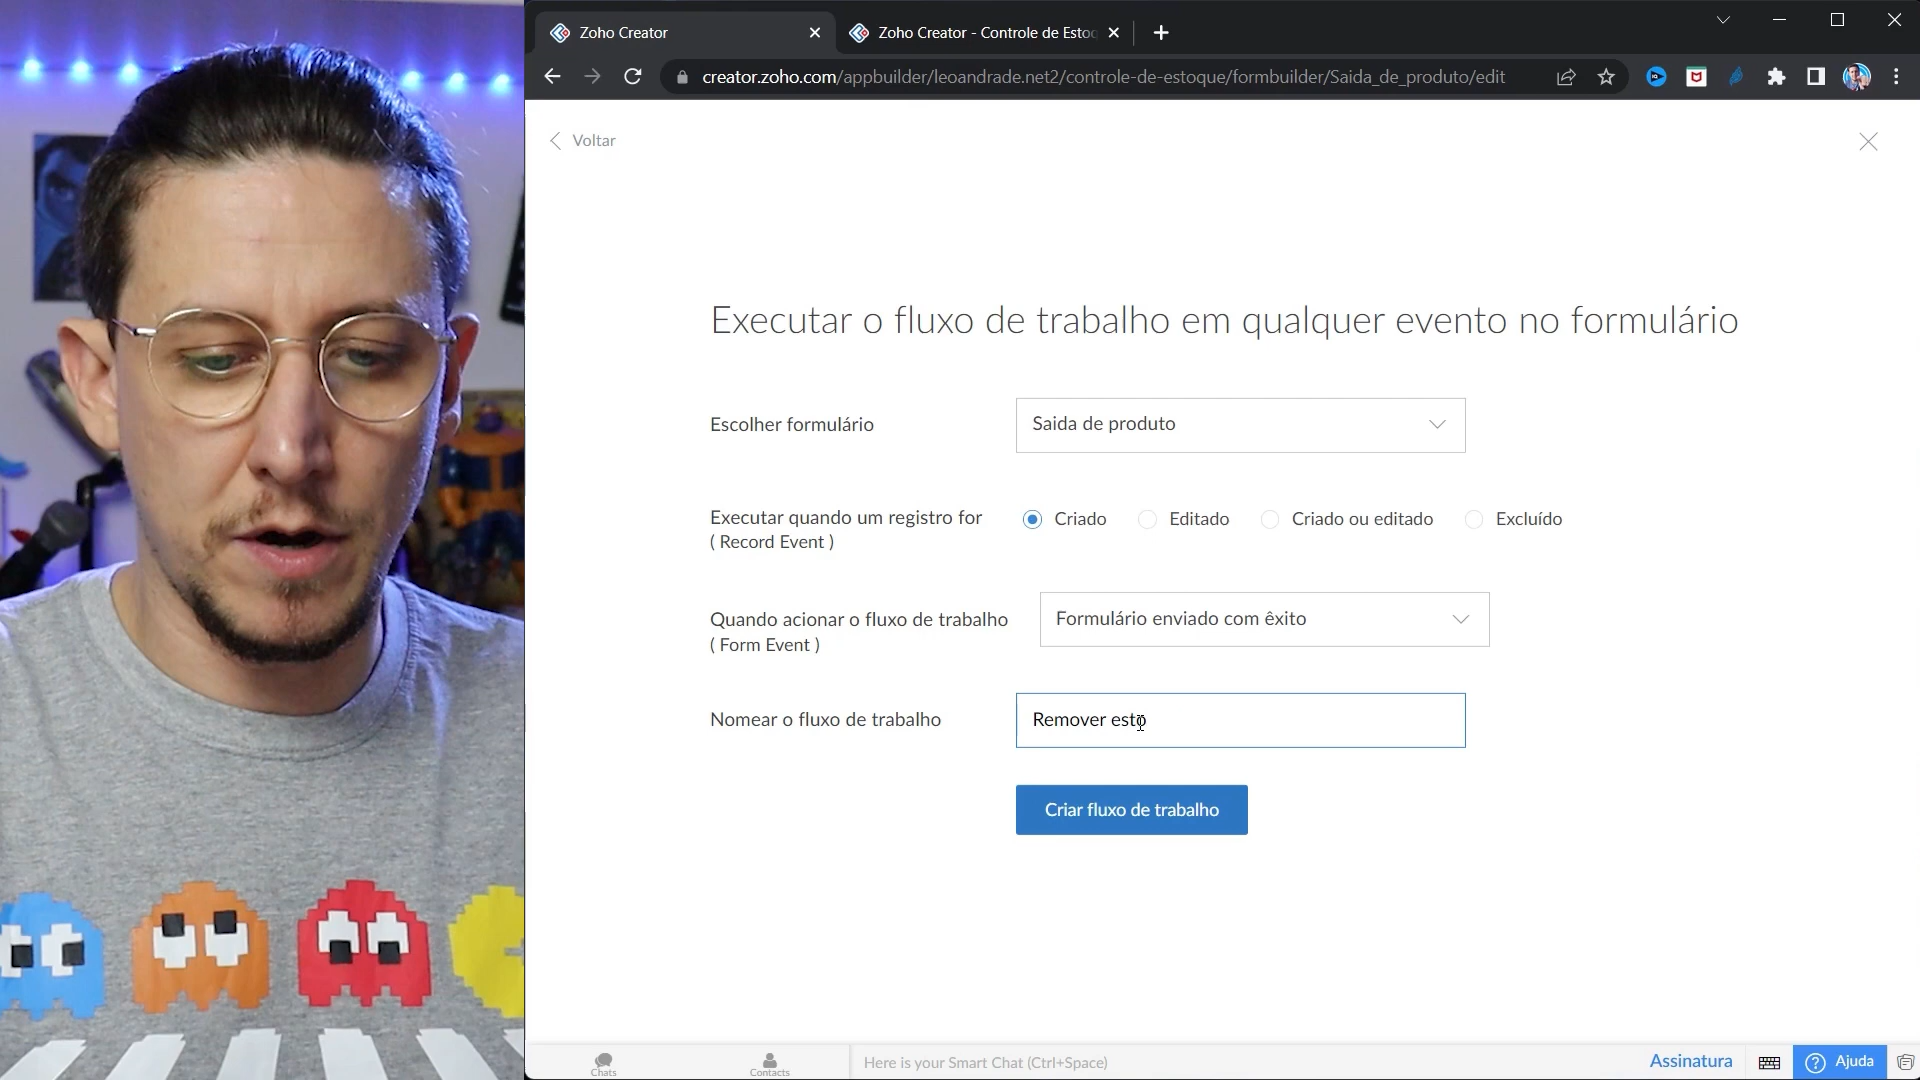 Zoho Creator
Zoho Creator - Controle de Estoq
creator.zoho.com/appbuilder/leoandrade.net2/controle-de-estoque/formbuilder/Saida_de_produto/edit
Voltar
Executar o fluxo de trabalho em qualquer evento no formulário
Escolher formulário
Saida de produto
Executar quando um registro for
( Record Event )
Criado
Editado
Criado ou editado
Excluído
Quando acionar o fluxo de trabalho
( Form Event )
Formulário enviado com êxito
Nomear o fluxo de trabalho
Remover esto
Criar fluxo de trabalho
Chats
Contacts
Here is your Smart Chat (Ctrl+Space)
Assinatura
Ajuda